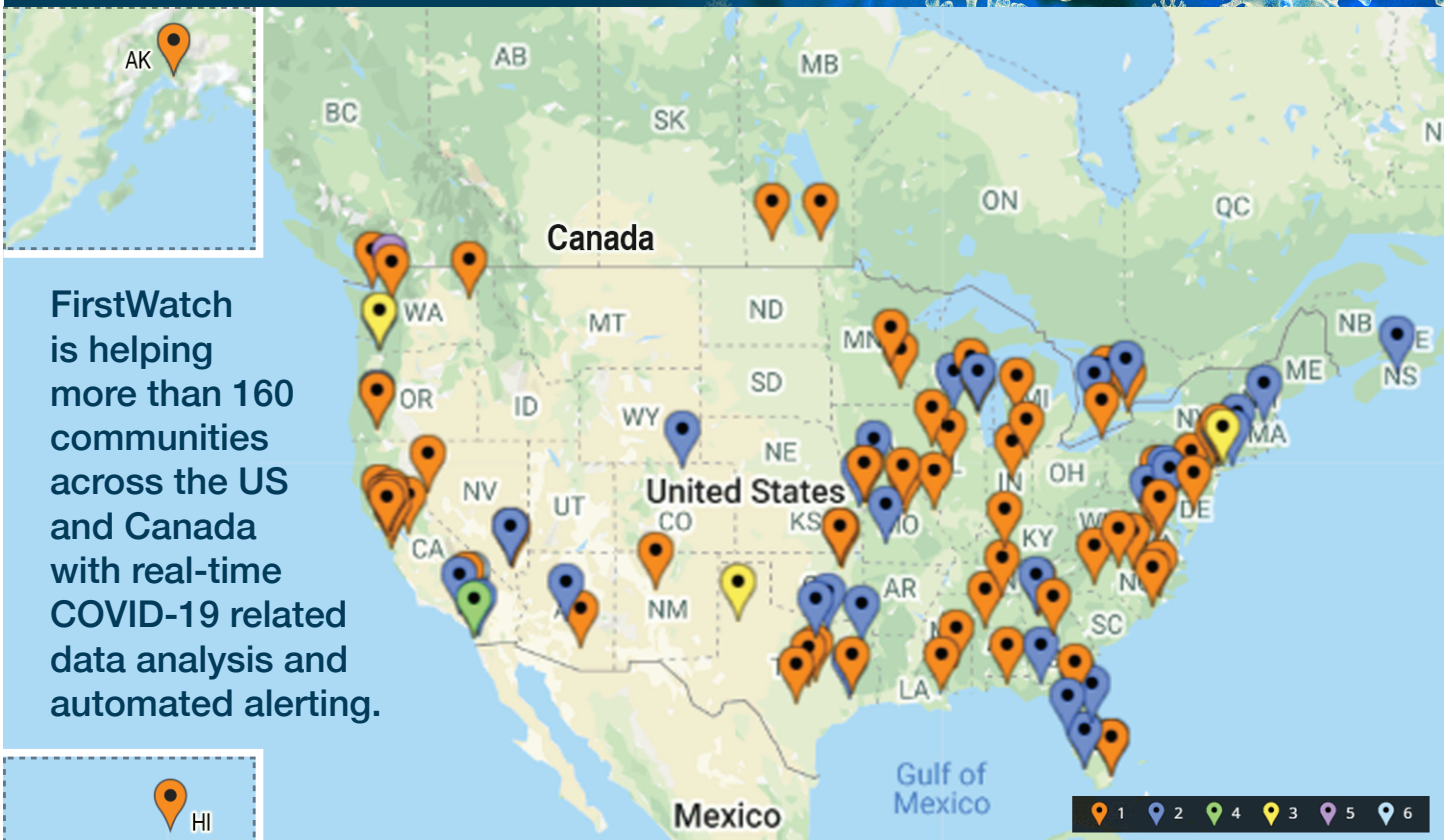 AK
AB
MB
BC
SK
N
ON
QC
Canada
FirstWatch
is helping
more than 160
communities
across the US
and Canada
with real-time
COVID-19 related
data analysis and
automated alerting.
WA
MT
ND
MN
NB
E
ME
NS
OR
ID
SD
WY
MI
MA
NE
OH
IN
NV
UT
United States
CO
KS
DE
KY
CA
NM
AR
SC
LA
Gulf of
Mexico
Mexico
HI
1 2 4 3 5 6